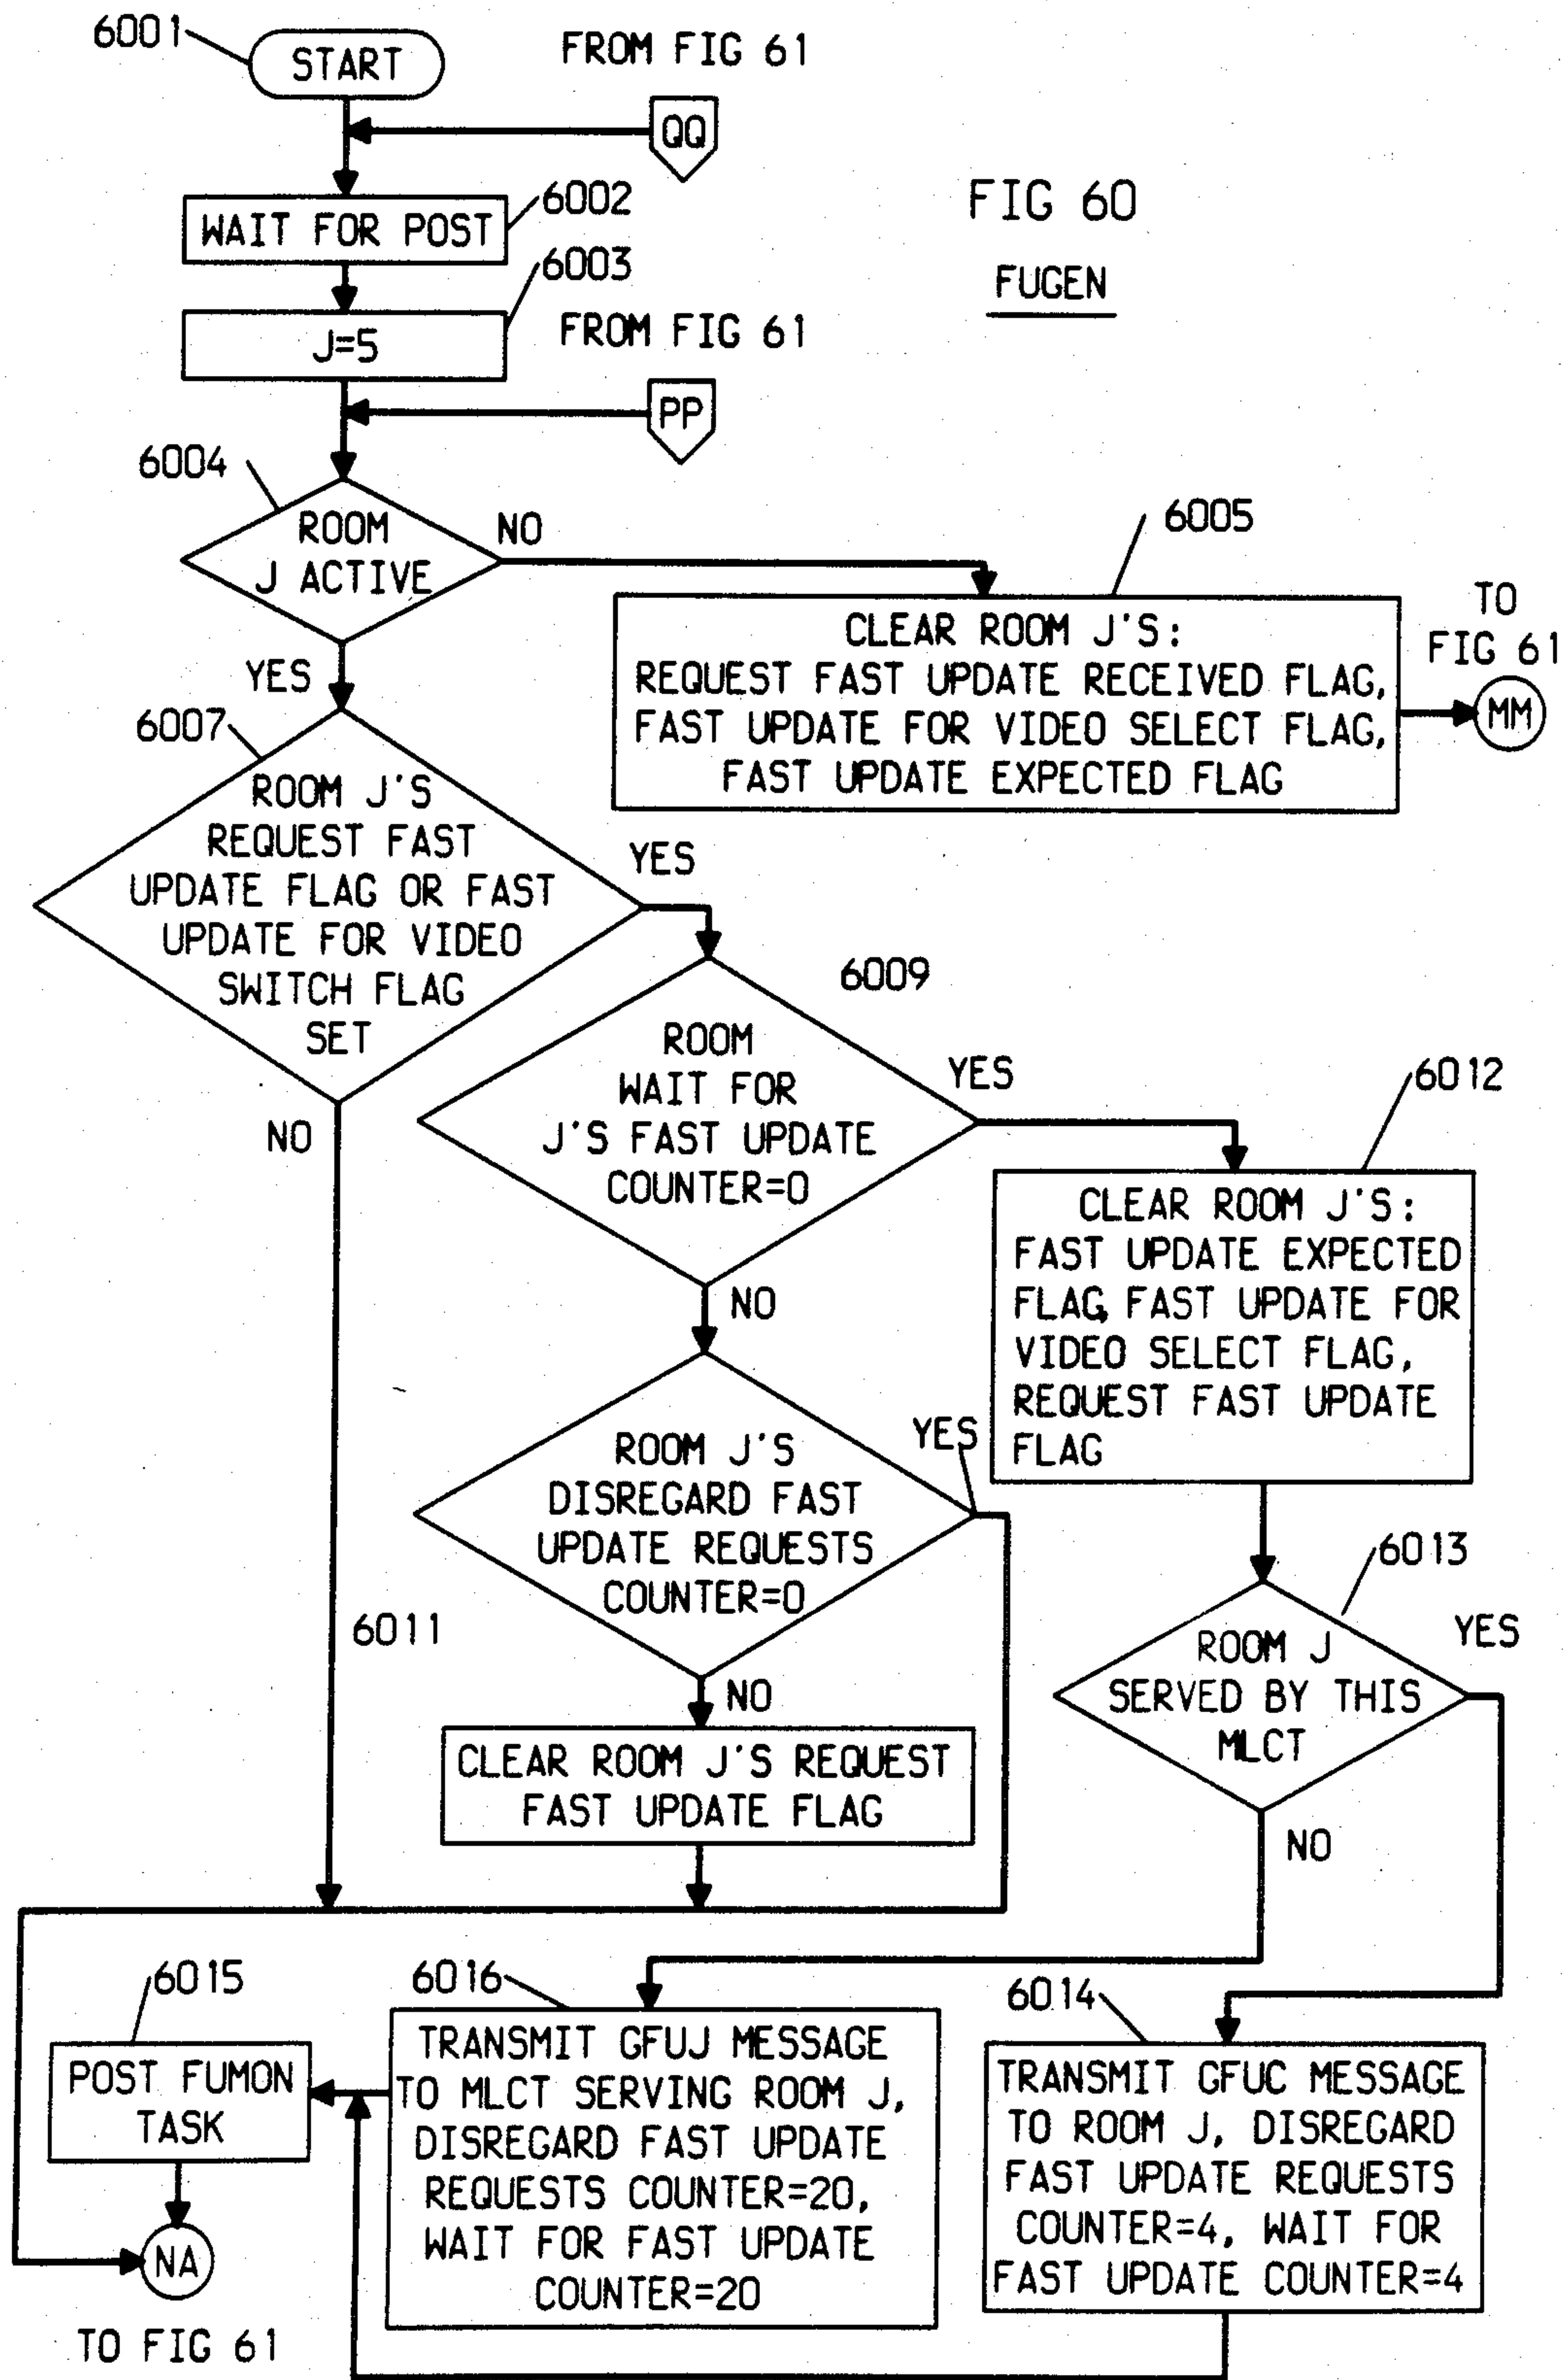 6001
START
FROM FIG 61
QQ
FIG 60
FUGEN
6002
WAIT FOR POST
6003
J=5
FROM FIG 61
PP
6004
ROOM
J ACTIVE
NO
YES
6005
CLEAR ROOM J'S:
REQUEST FAST UPDATE RECEIVED FLAG,
FAST UPDATE FOR VIDEO SELECT FLAG,
FAST UPDATE EXPECTED FLAG
TO
FIG 61
MM
6007
ROOM J'S
REQUEST FAST
UPDATE FLAG OR FAST
UPDATE FOR VIDEO
SWITCH FLAG
SET
YES
NO
6009
ROOM
WAIT FOR
J'S FAST UPDATE
COUNTER=0
YES
NO
6012
CLEAR ROOM J'S:
FAST UPDATE EXPECTED
FLAG, FAST UPDATE FOR
VIDEO SELECT FLAG,
REQUEST FAST UPDATE
FLAG
ROOM J'S
DISREGARD FAST
UPDATE REQUESTS
COUNTER=0
YES
NO
6011
CLEAR ROOM J'S REQUEST
FAST UPDATE FLAG
6013
ROOM J
SERVED BY THIS
MLCT
YES
NO
6015
POST FUMON
TASK
NA
TO FIG 61
6016
TRANSMIT GFUJ MESSAGE
TO MLCT SERVING ROOM J,
DISREGARD FAST UPDATE
REQUESTS COUNTER=20,
WAIT FOR FAST UPDATE
COUNTER=20
6014
TRANSMIT GFUC MESSAGE
TO ROOM J, DISREGARD
FAST UPDATE REQUESTS
COUNTER=4, WAIT FOR
FAST UPDATE COUNTER=4